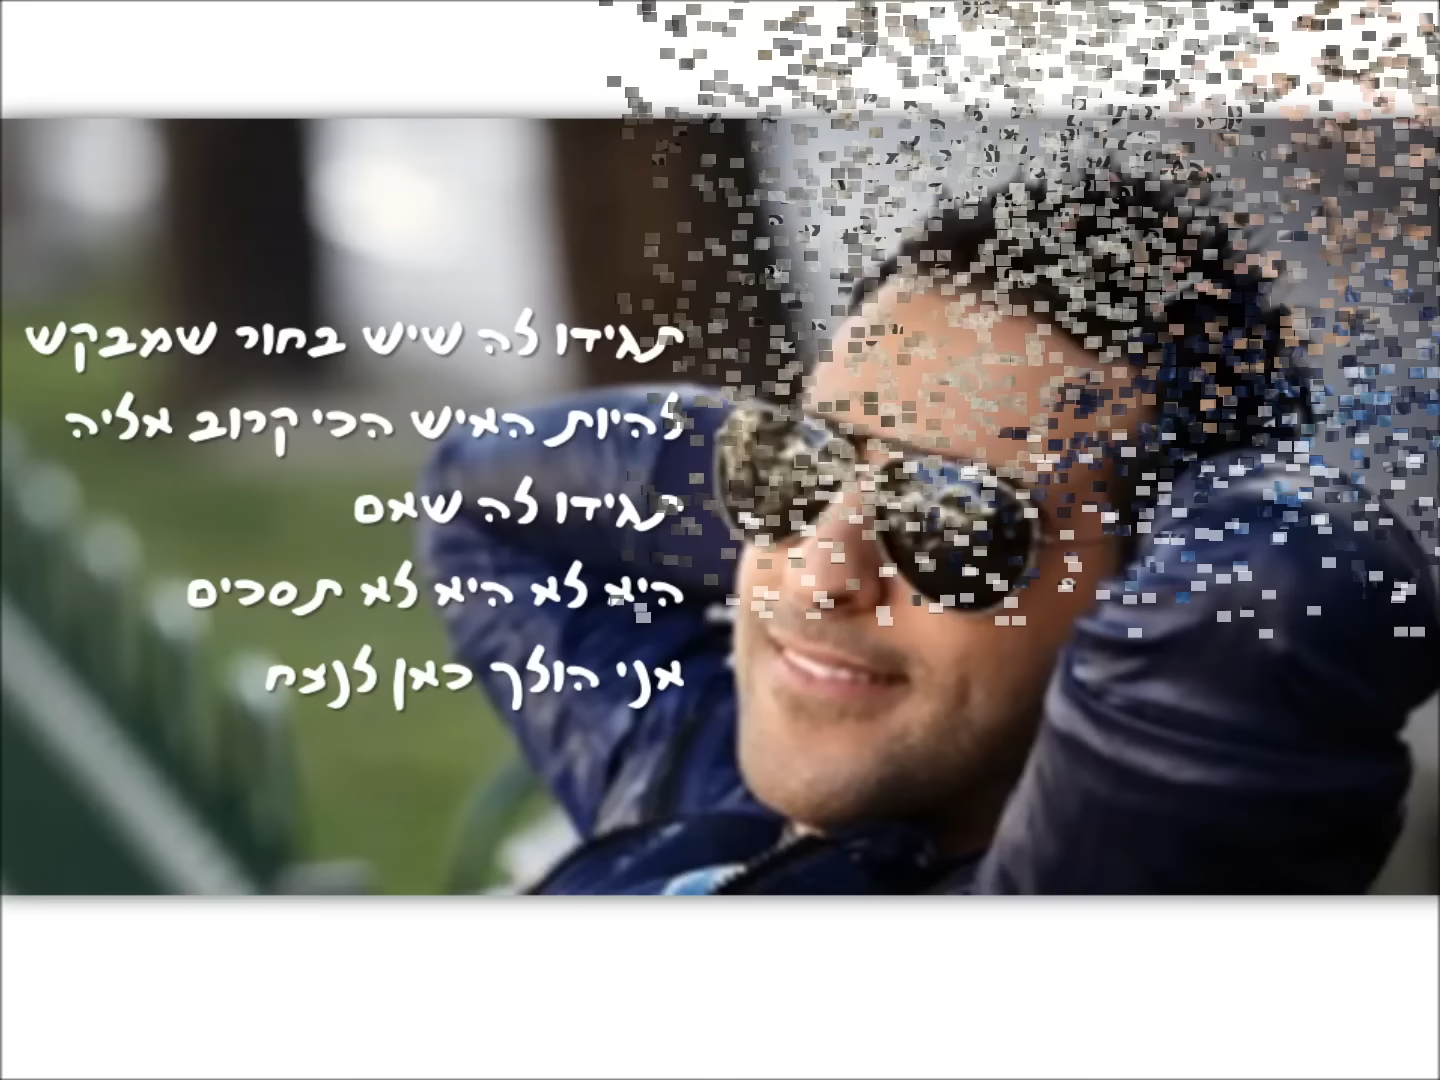 תגידו לה שיש בחור שמבקש
להיות האיש הכי קרוב אליה
תגידו לה שאם
היא לא היא לא תסכים
אני הולך כאן לנצח